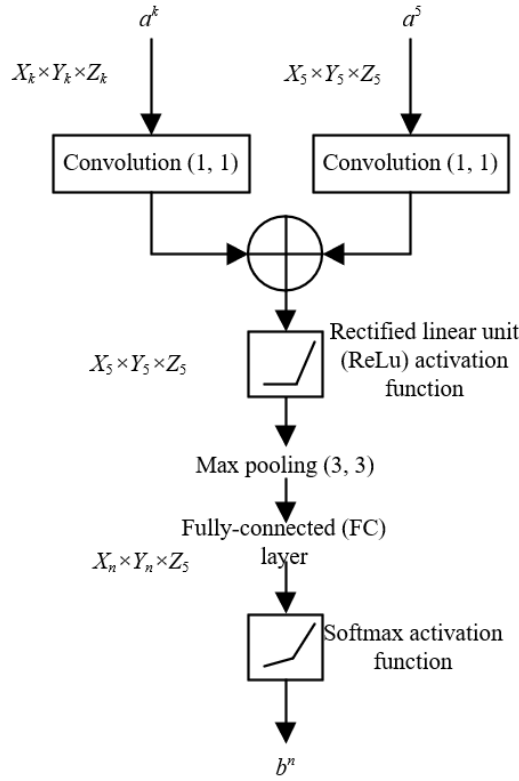 a^k
a^5
X_k×Y_k×Z_k
X_5×Y_5×Z_5
Convolution (1, 1)
Convolution (1, 1)
X_5×Y_5×Z_5
Rectified linear unit
(ReLu) activation
function
Max pooling (3, 3)
Fully-connected (FC)
layer
X_n×Y_n×Z_5
Softmax activation
function
b^n